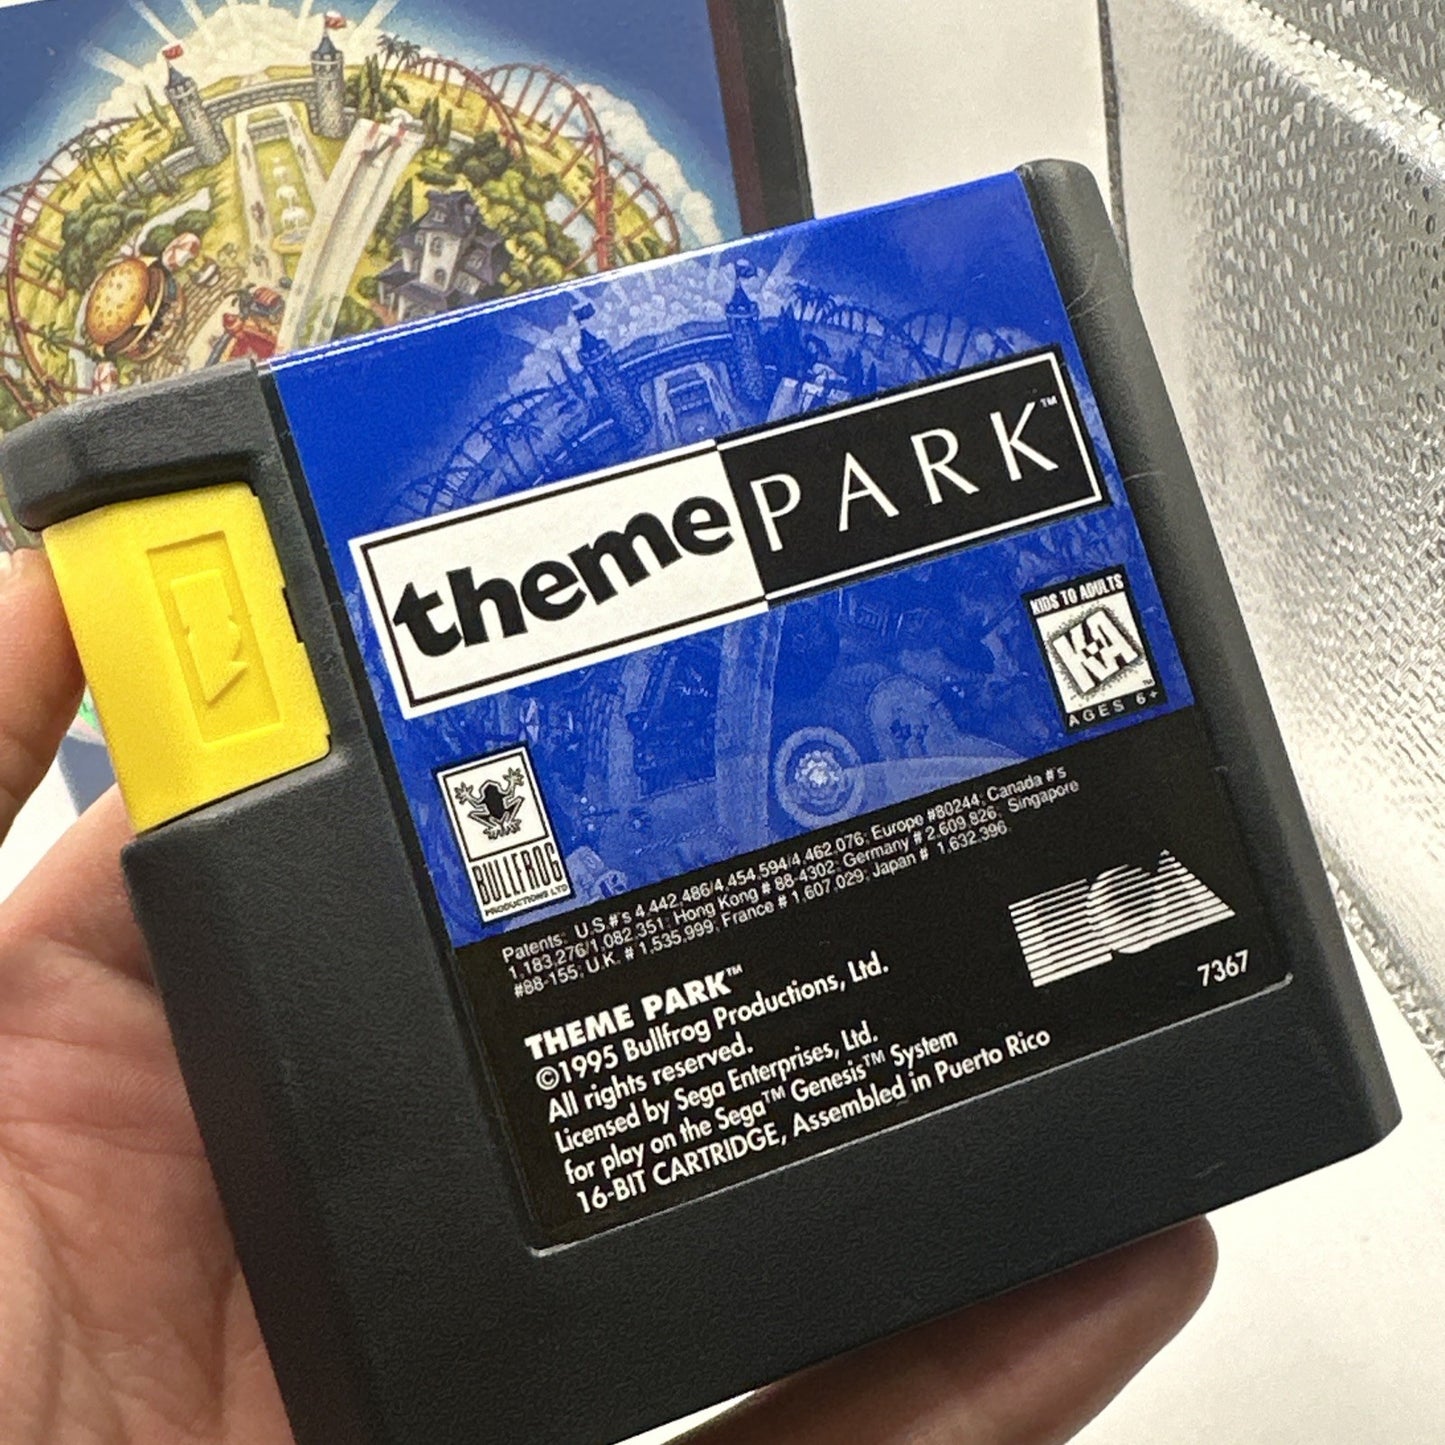 theme PARK™
KIDS TO ADULTS
K-A
™
AGES 6+
BULLFROG
PRODUCTIONS LTD
Patents: U.S.#'s 4,442,486/4,454,594/4,462,076; Europe #80244; Canada #'s
1,183,276/1,082,351; Hong Kong # 88-4302; Germany # 2,609,826; Singapore
#88-155; U.K. # 1,535,999; France # 1,607,029; Japan # 1,632,396
EA
7367
THEME PARK™
©1995 Bullfrog Productions, Ltd.
All rights reserved.
Licensed by Sega Enterprises, Ltd.
for play on the Sega™ Genesis™ System
16-BIT CARTRIDGE, Assembled in Puerto Rico